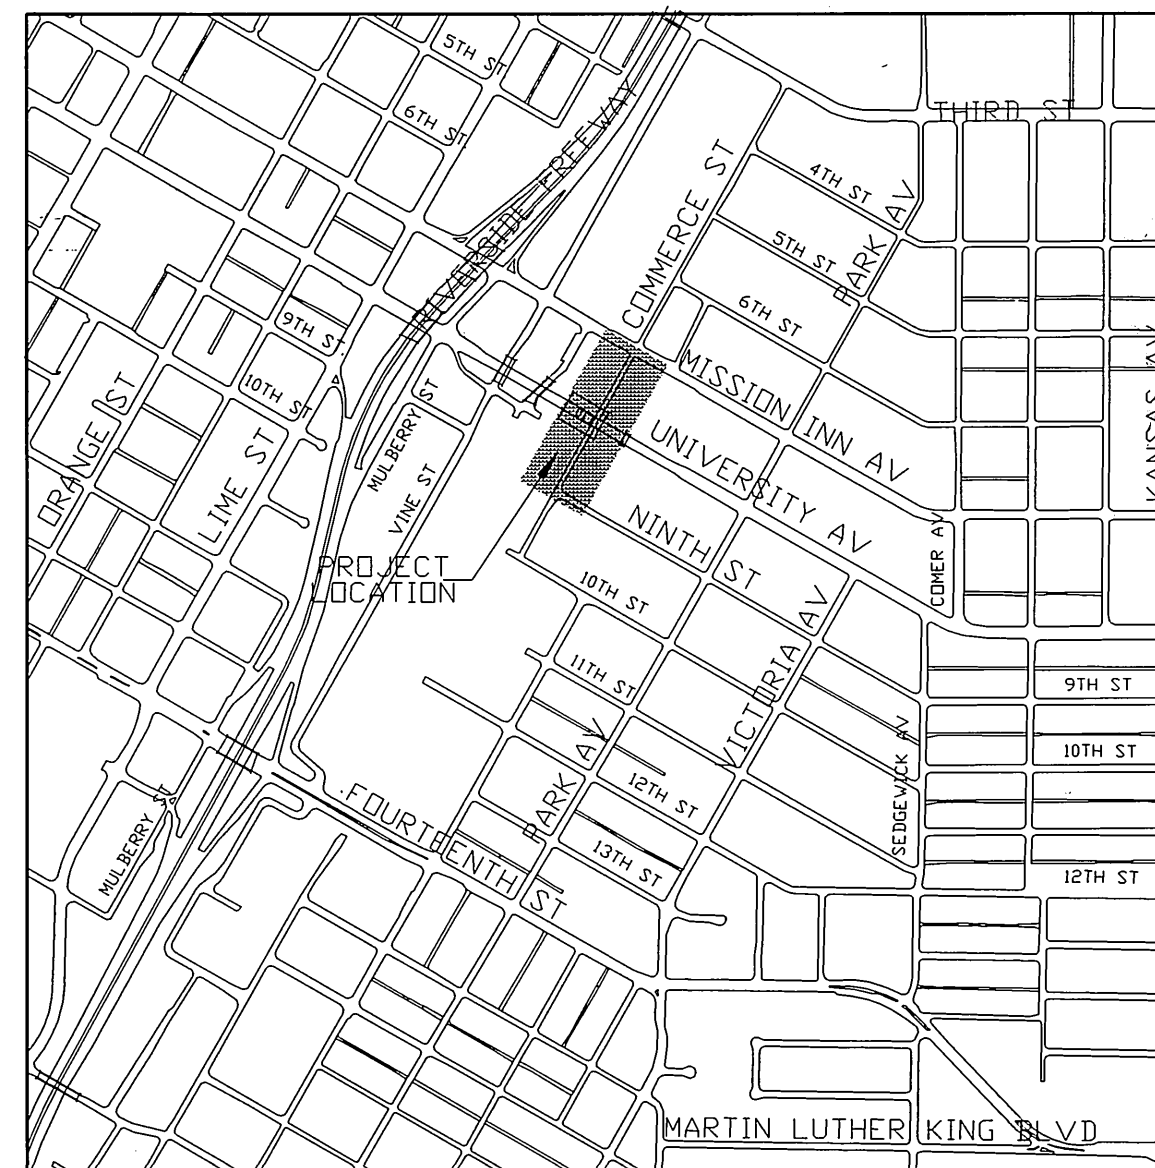 5TH ST
6TH ST.
RIVERSIDE FREEWAY
THIRD ST
COMMERCE ST
4TH ST
PARK AV
5TH ST
6TH ST
9TH ST.
10TH ST
ORANGE ST
LIME ST
MULBERRY ST
VINE ST
MISSION INN AV
UNIVERSITY AV
KANSAS AV
NINTH ST
COMER AV
PROJECT
LOCATION
10TH ST
VICTORIA AV
11TH ST
9TH ST
SEDGEWICK AV
10TH ST
PARK AV
12TH ST
MULBERRY ST
FOURTEENTH ST
13TH ST
12TH ST
MARTIN LUTHER KING BLVD